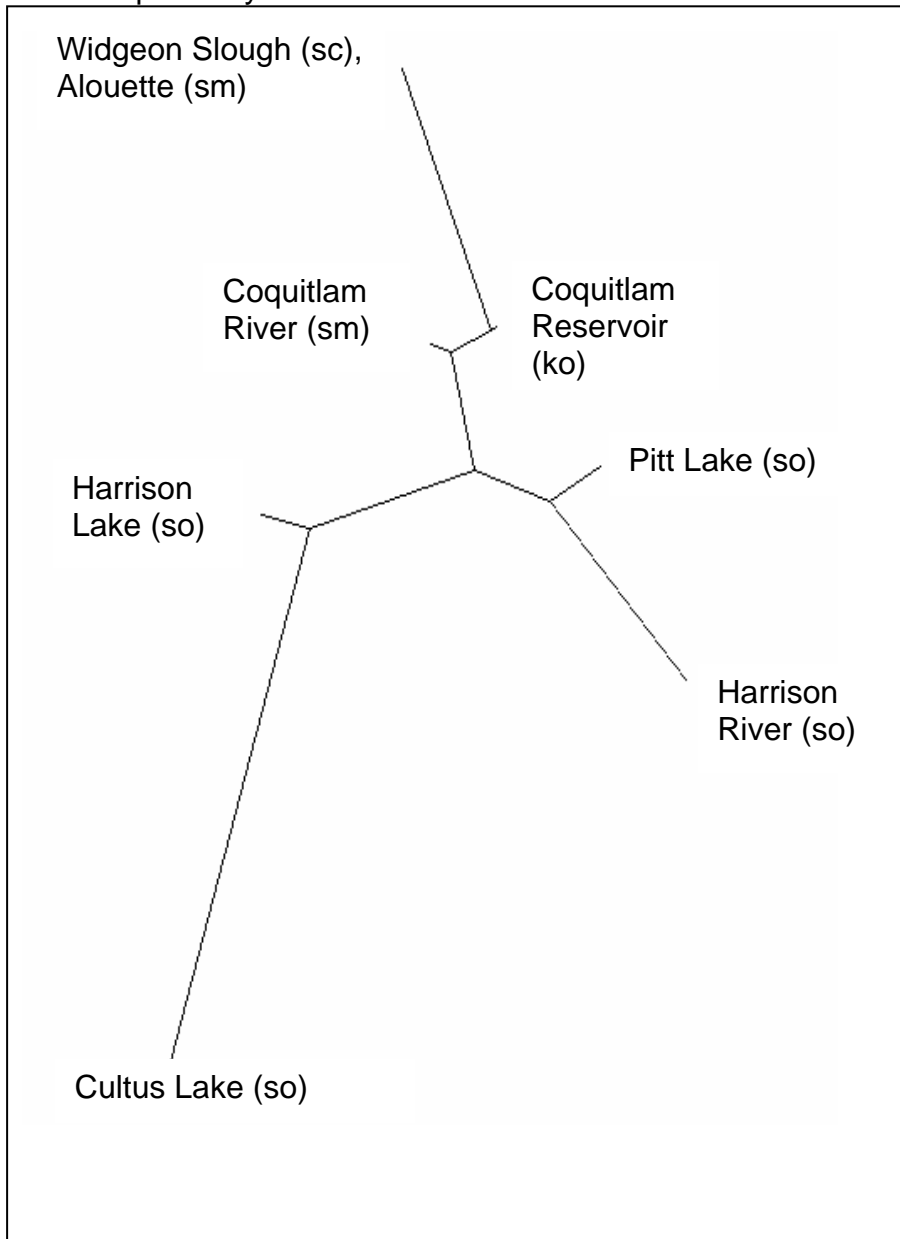 Widgeon Slough (sc),
Alouette (sm)
Coquitlam
River (sm)
Coquitlam
Reservoir
(ko)
Pitt Lake (so)
Harrison
Lake (so)
Harrison
River (so)
Cultus Lake (so)